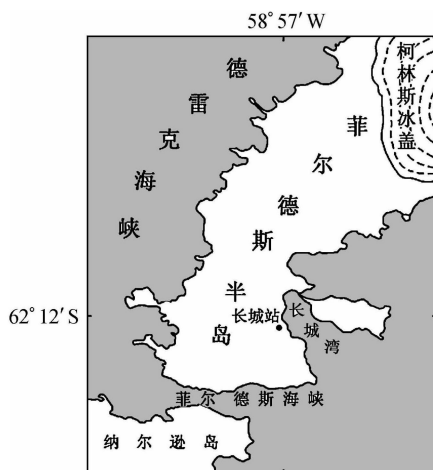 58°57′W
柯林斯冰盖
德雷克海峡
菲尔德斯半岛
62°12′S
长城站
长城湾
菲尔德斯海峡
纳尔逊岛